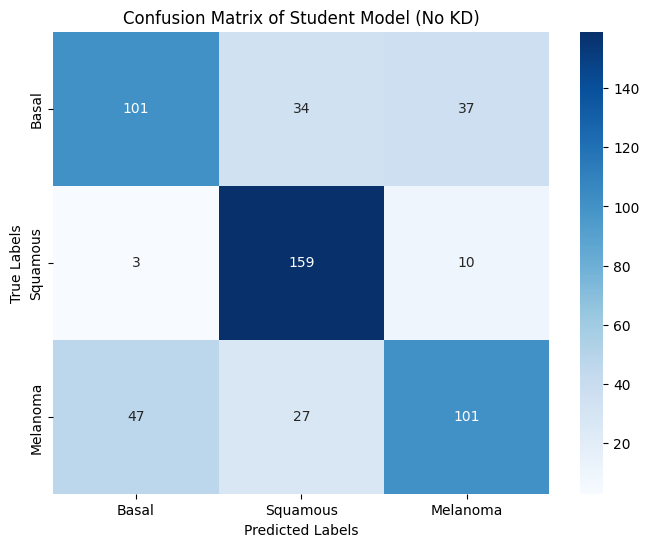 Confusion Matrix of Student Model (No KD)
True Labels
Basal
Squamous
Melanoma
101 34 37
3 159 10
47 27 101
Basal Squamous Melanoma
Predicted Labels
140
120
100
80
60
40
20